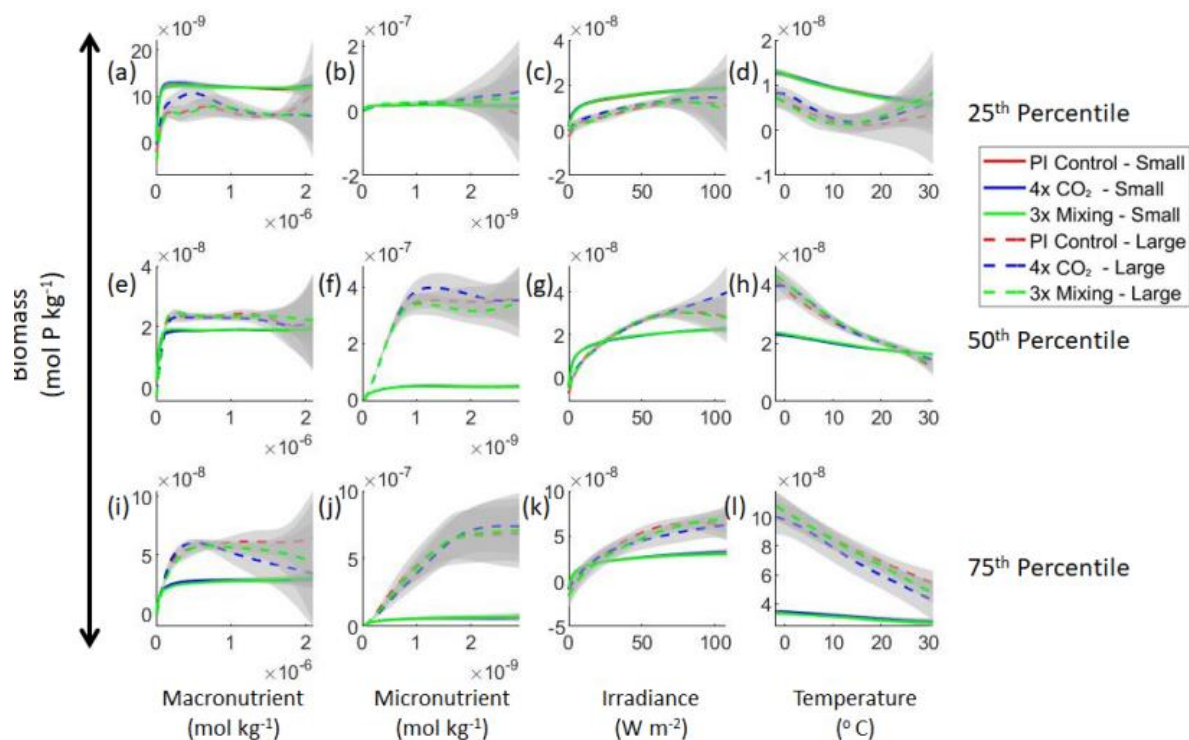 ×10⁻⁹ ×10⁻⁷ ×10⁻⁸ ×10⁻⁸
(a) (b) (c) (d)
20 2 4 2
10 0 2 1
0 0 0
-2 -2 -1
0 1 2 0 1 2 0 50 100 0 10 20 30
×10⁻⁶ ×10⁻⁹
25th Percentile
PI Control - Small
4x CO₂ - Small
3x Mixing - Small
PI Control - Large
4x CO₂ - Large
3x Mixing - Large
×10⁻⁸ ×10⁻⁷ ×10⁻⁸ ×10⁻⁸
(e) (f) (g) (h)
4 6 4 4
2 4 2 2
0 2 0 0
0
0 1 2 0 1 2 0 50 100 0 10 20 30
×10⁻⁶ ×10⁻⁹
50th Percentile
Biomass
(mol P kg⁻¹)
×10⁻⁸ ×10⁻⁷ ×10⁻⁸ ×10⁻⁸
(i) (j) (k) (l)
10 10 10 10
5 5 5 8
0 0 0 6
-5 4
0 1 2 0 1 2 0 50 100 0 10 20 30
×10⁻⁶ ×10⁻⁹
75th Percentile
Macronutrient Micronutrient Irradiance Temperature
(mol kg⁻¹) (mol kg⁻¹) (W m⁻²) (° C)